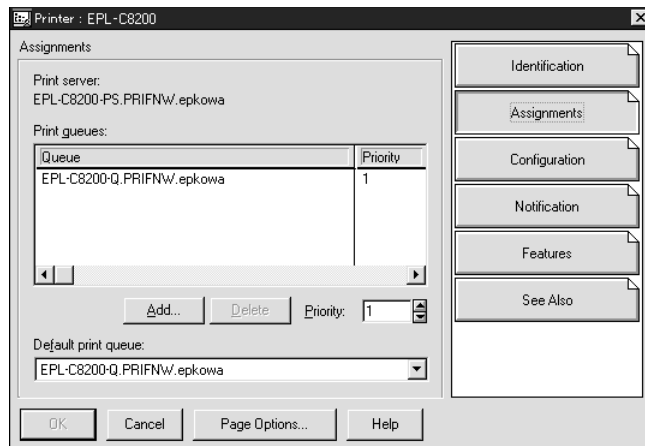 Printer : EPL-C8200
Assignments
Print server:
EPL-C8200-PS.PRIFNW.epkowa
Print queues:
Queue Priority
EPL-C8200-Q.PRIFNW.epkowa 1
Add... Delete Priority: 1
Default print queue:
EPL-C8200-Q.PRIFNW.epkowa
OK Cancel Page Options... Help
Identification
Assignments
Configuration
Notification
Features
See Also